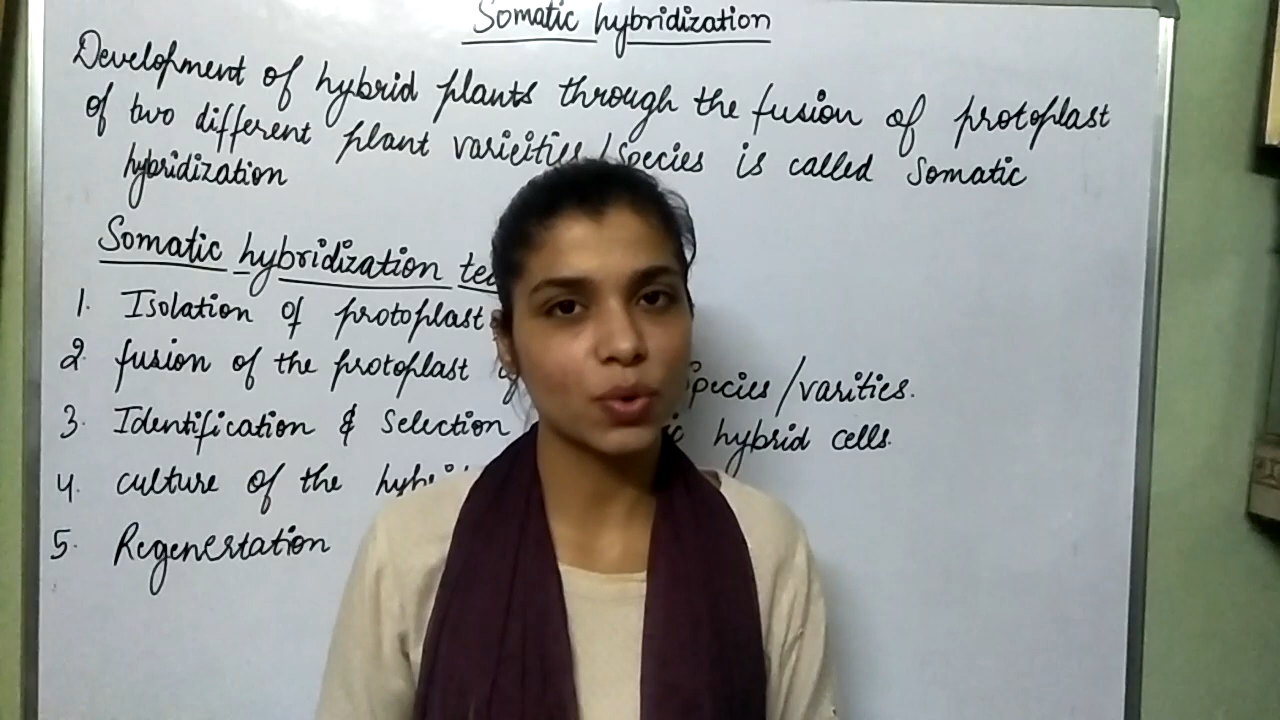 Somatic hybridization
Development of hybrid plants through the fusion of protoplast
of two different plant varieities/Species is called Somatic
hybridization
Somatic hybridization
1. Isolation of protoplast
2. fusion of the protoplast Species/varities.
3. Identification & Selection hybrid cells.
4. culture of the
5. Regenertation